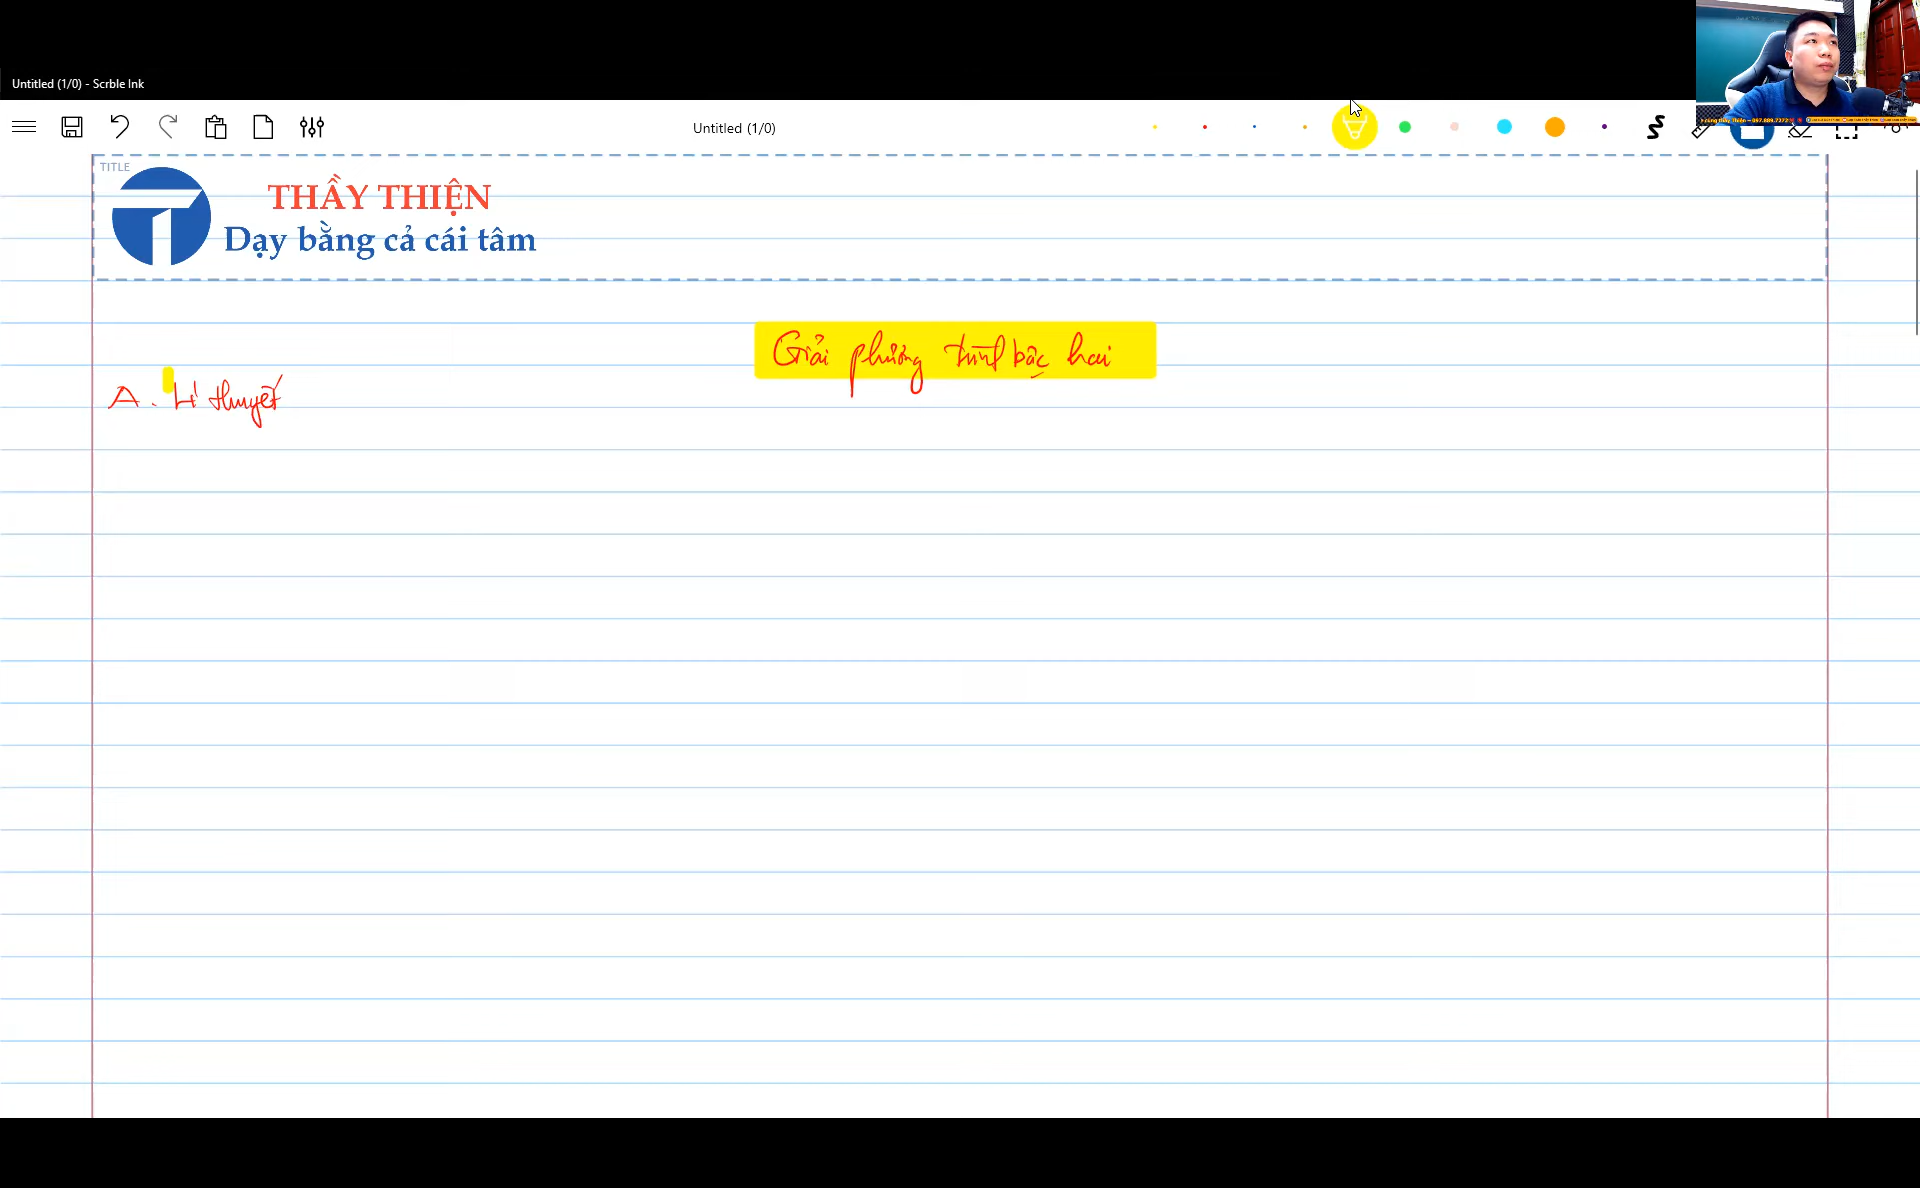 Untitled (1/0) - Scrble Ink
Untitled (1/0)
TITLE
THẦY THIỆN
Dạy bằng cả cái tâm
Giải phương trình bậc hai
A. Lí thuyết